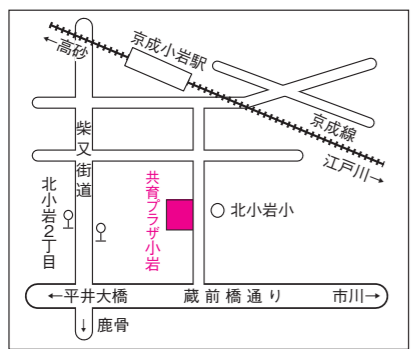 ←高砂
京成小岩駅
京成線
江戸川→
柴又街道
北小岩2丁目
共育プラザ小岩
北小岩小
←平井大橋
蔵前橋通り
市川→
↓鹿骨